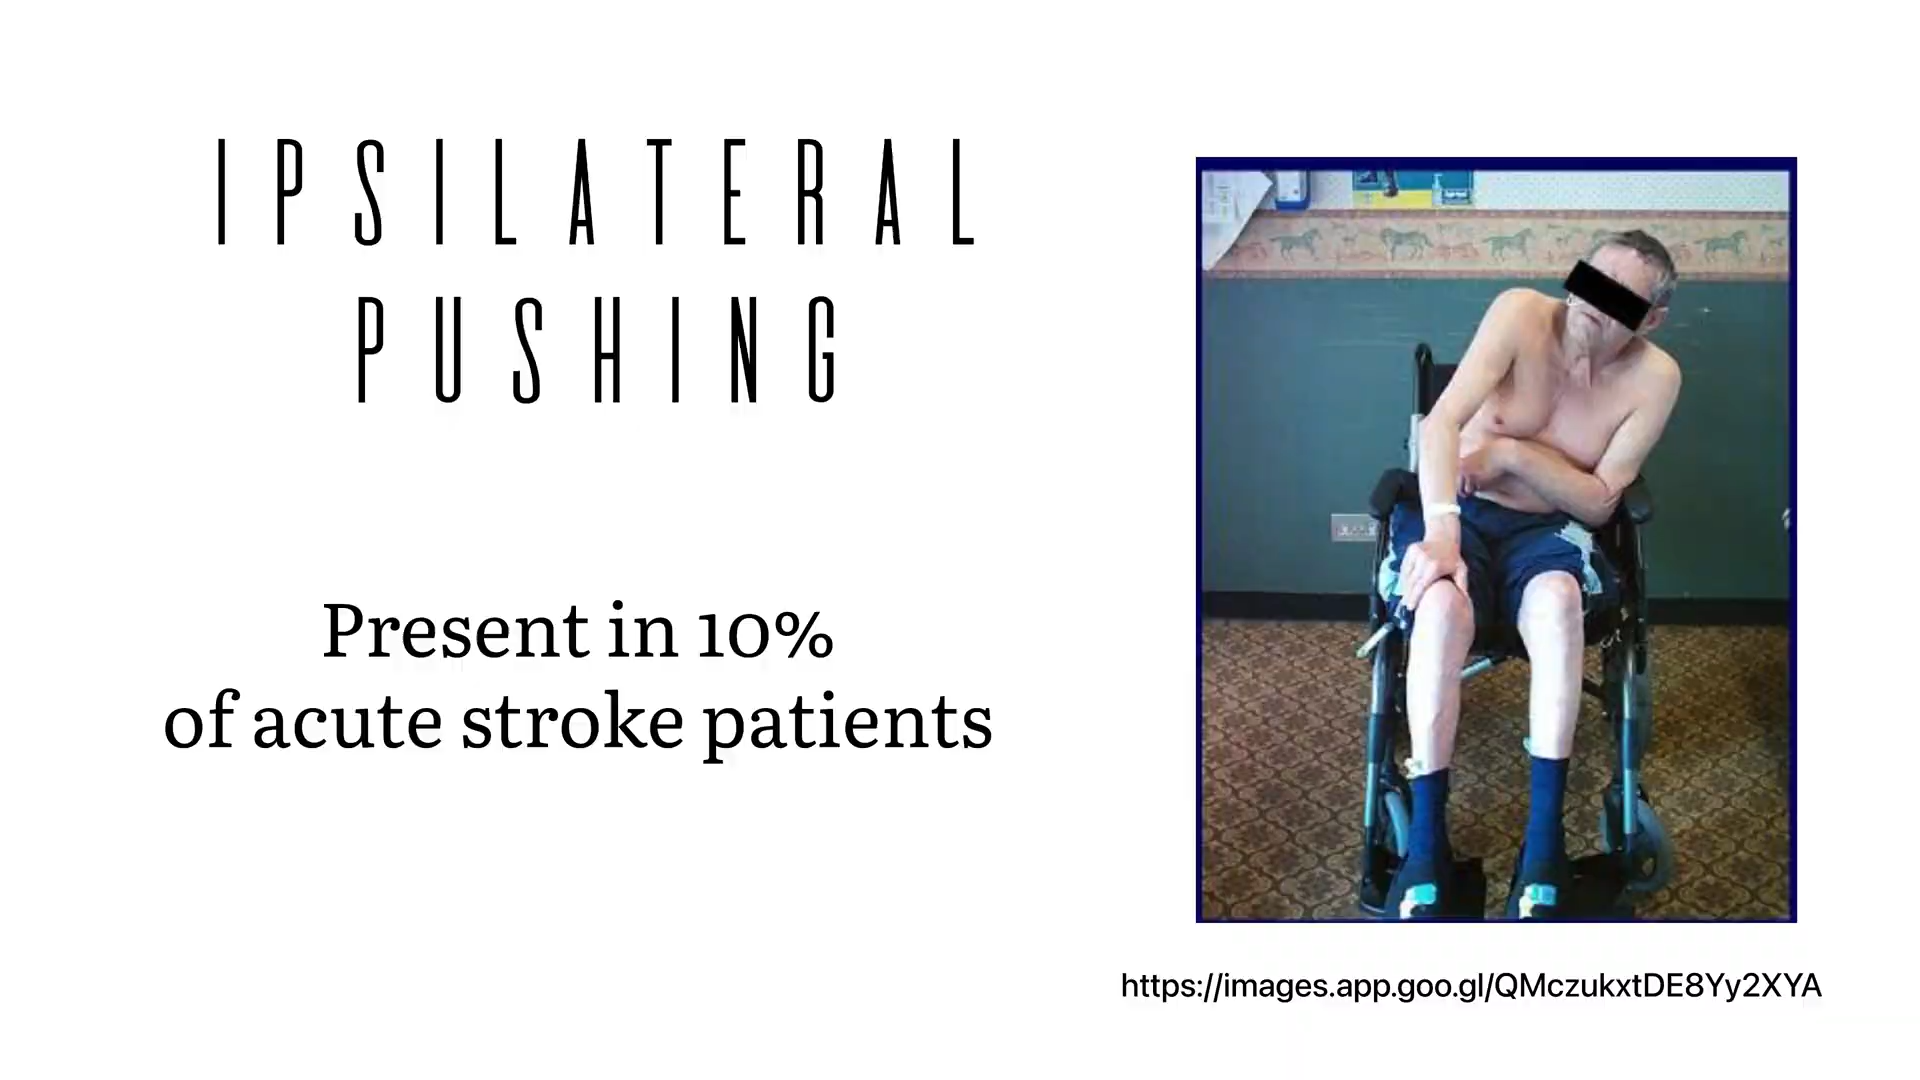 IPSILATERAL
PUSHING
Present in 10%
of acute stroke patients
https://images.app.goo.gl/QMczukxtDE8Yy2XYA